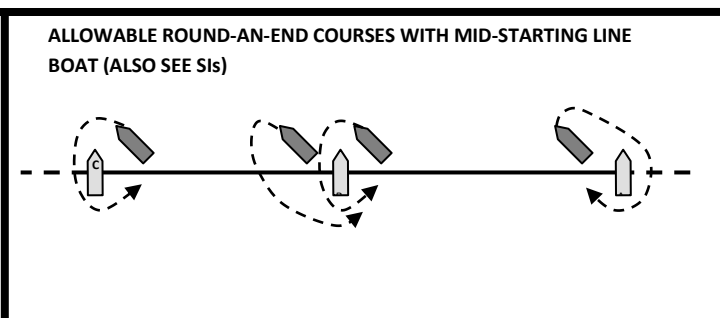 ALLOWABLE ROUND-AN-END COURSES WITH MID-STARTING LINE
BOAT (ALSO SEE SIs)
C